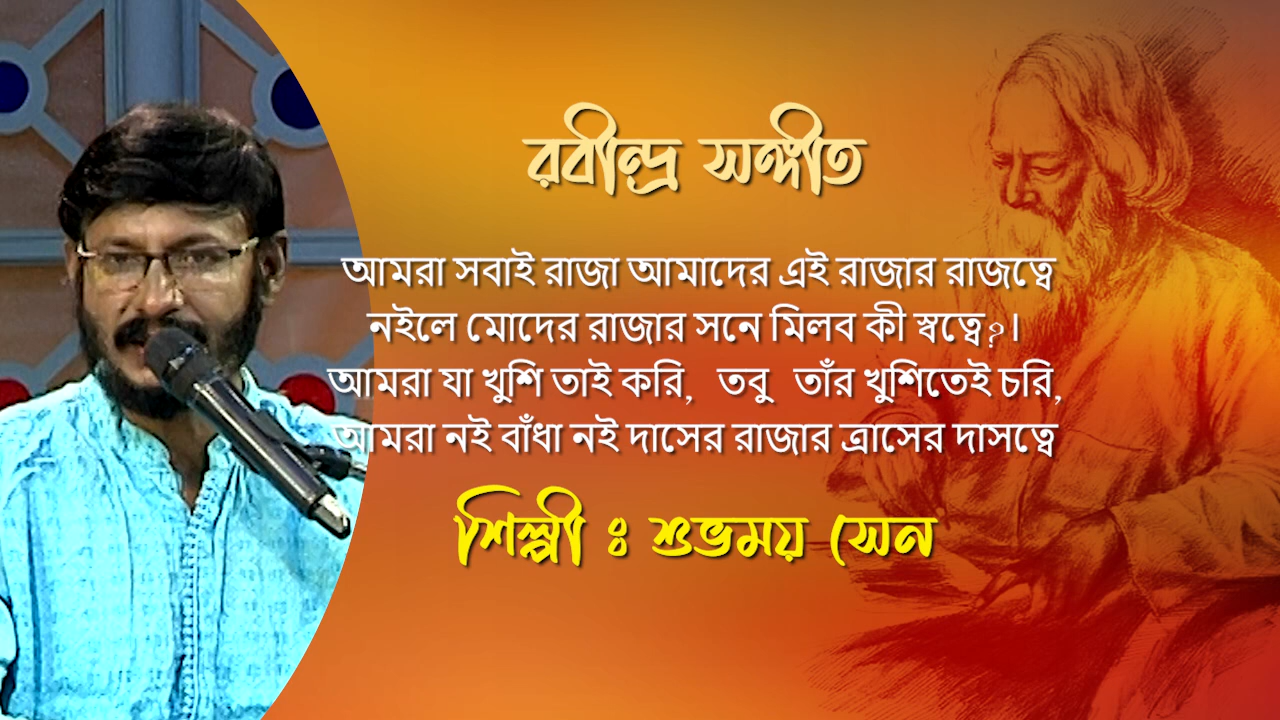 রবীন্দ্র সঙ্গীত
আমরা সবাই রাজা আমাদের এই রাজার রাজত্বে
নইলে মোদের রাজার সনে মিলব কী স্বত্বে?।
আমরা যা খুশি তাই করি, তবু তাঁর খুশিতেই চরি,
আমরা নই বাঁধা নই দাসের রাজার ত্রাসের দাসত্বে
শিল্পী ঃ শুভময় সেন